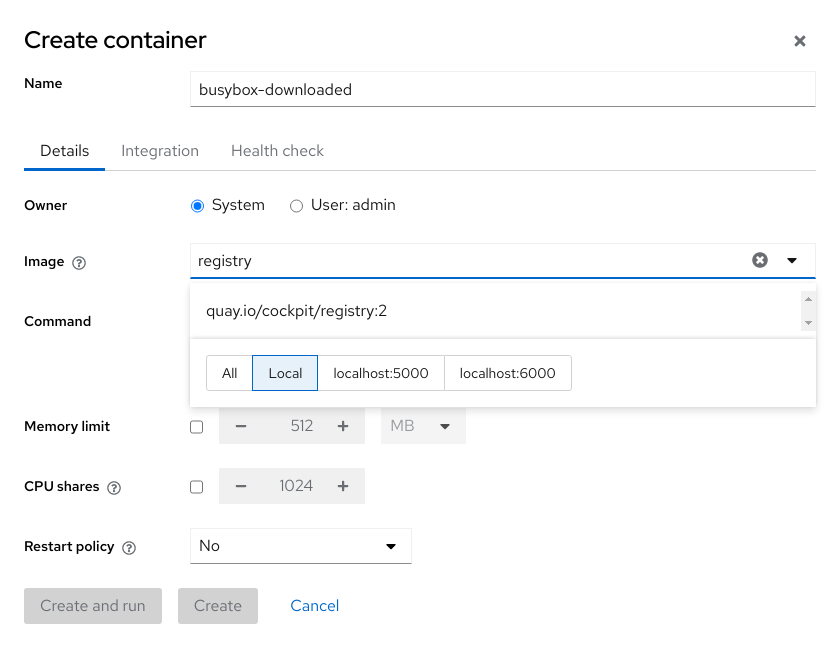 Create container
Name
busybox-downloaded
Details Integration Health check
Owner System User: admin
Image registry
quay.io/cockpit/registry:2
Command
All Local localhost:5000 localhost:6000
Memory limit 512 MB
CPU shares 1024
Restart policy No
Create and run Create Cancel